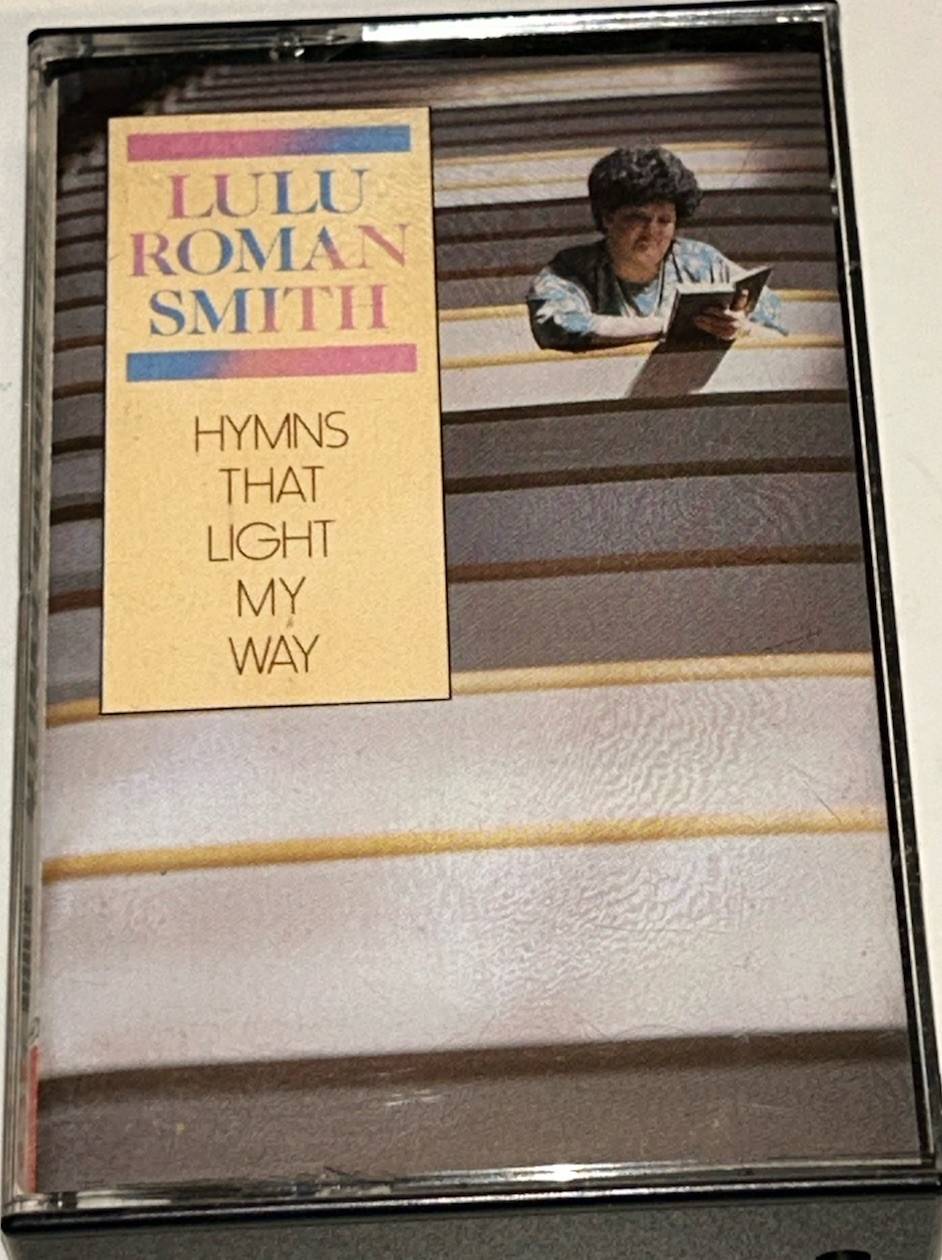 LULU
ROMAN
SMITH
HYMNS
THAT
LIGHT
MY
WAY